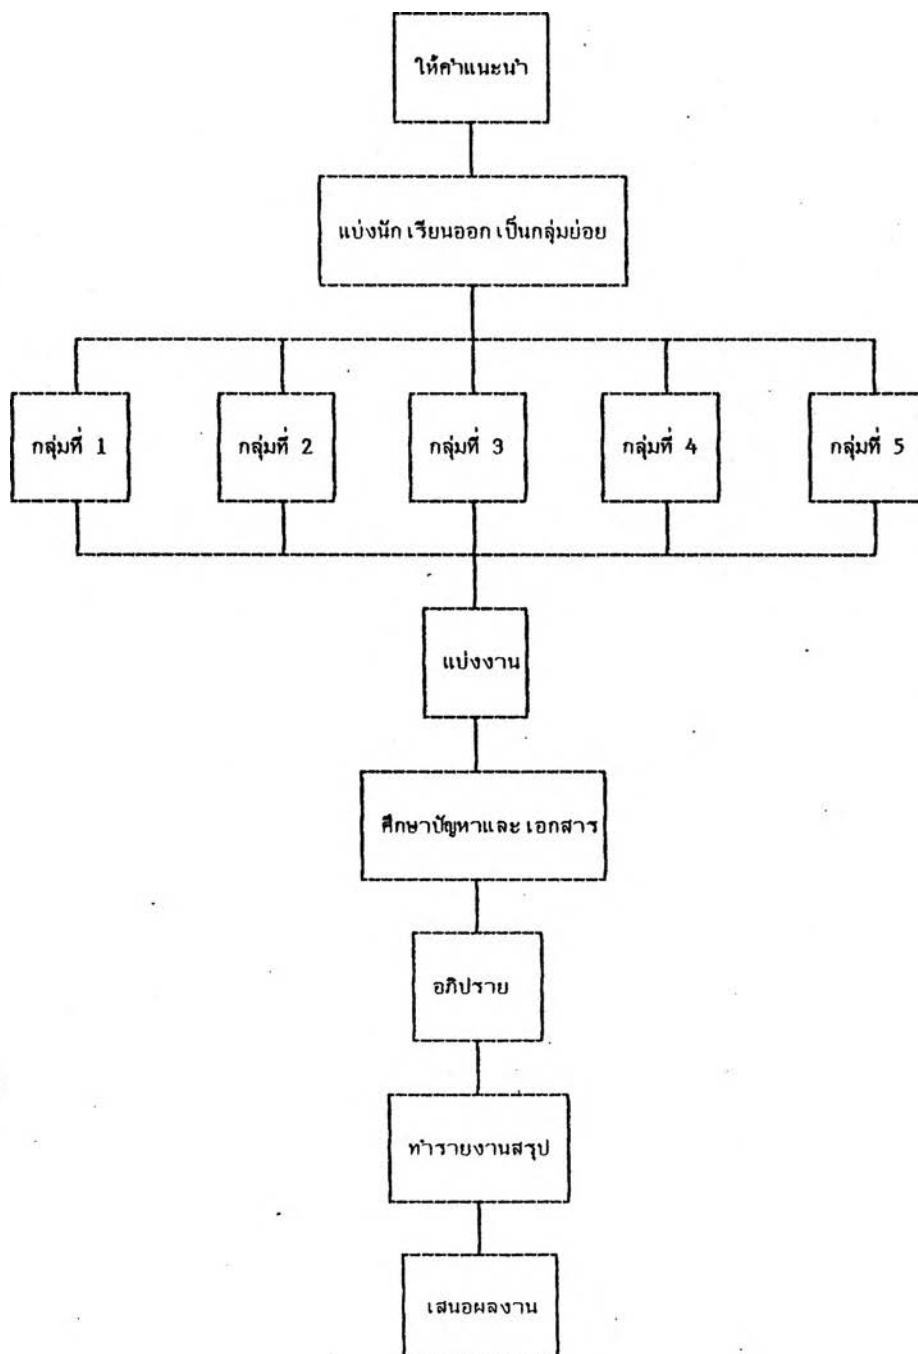 ให้คำแนะนำ
แบ่งนักเรียนออกเป็นกลุ่มย่อย
กลุ่มที่ 1 กลุ่มที่ 2 กลุ่มที่ 3 กลุ่มที่ 4 กลุ่มที่ 5
แบ่งงาน
ศึกษาปัญหาและเอกสาร
อภิปราย
ทำรายงานสรุป
เสนอผลงาน